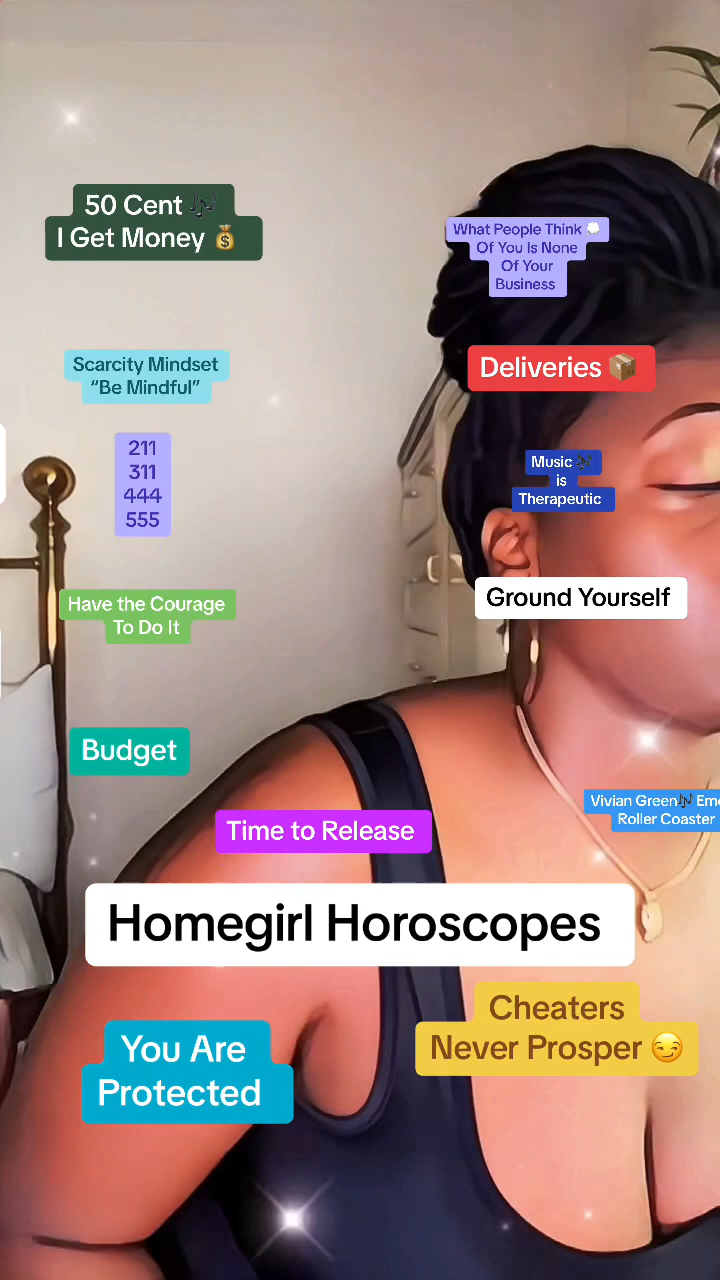 50 Cent 🎶
I Get Money 💰
What People Think 💭
Of You Is None
Of Your
Business
Scarcity Mindset
“Be Mindful”
Deliveries 📦
211
311
444
555
Music 🎶
is
Therapeutic
Have the Courage
To Do It
Ground Yourself
Budget
Time to Release
Vivian Green🎶
Roller Coaster
Homegirl Horoscopes
Cheaters
Never Prosper 😏
You Are
Protected